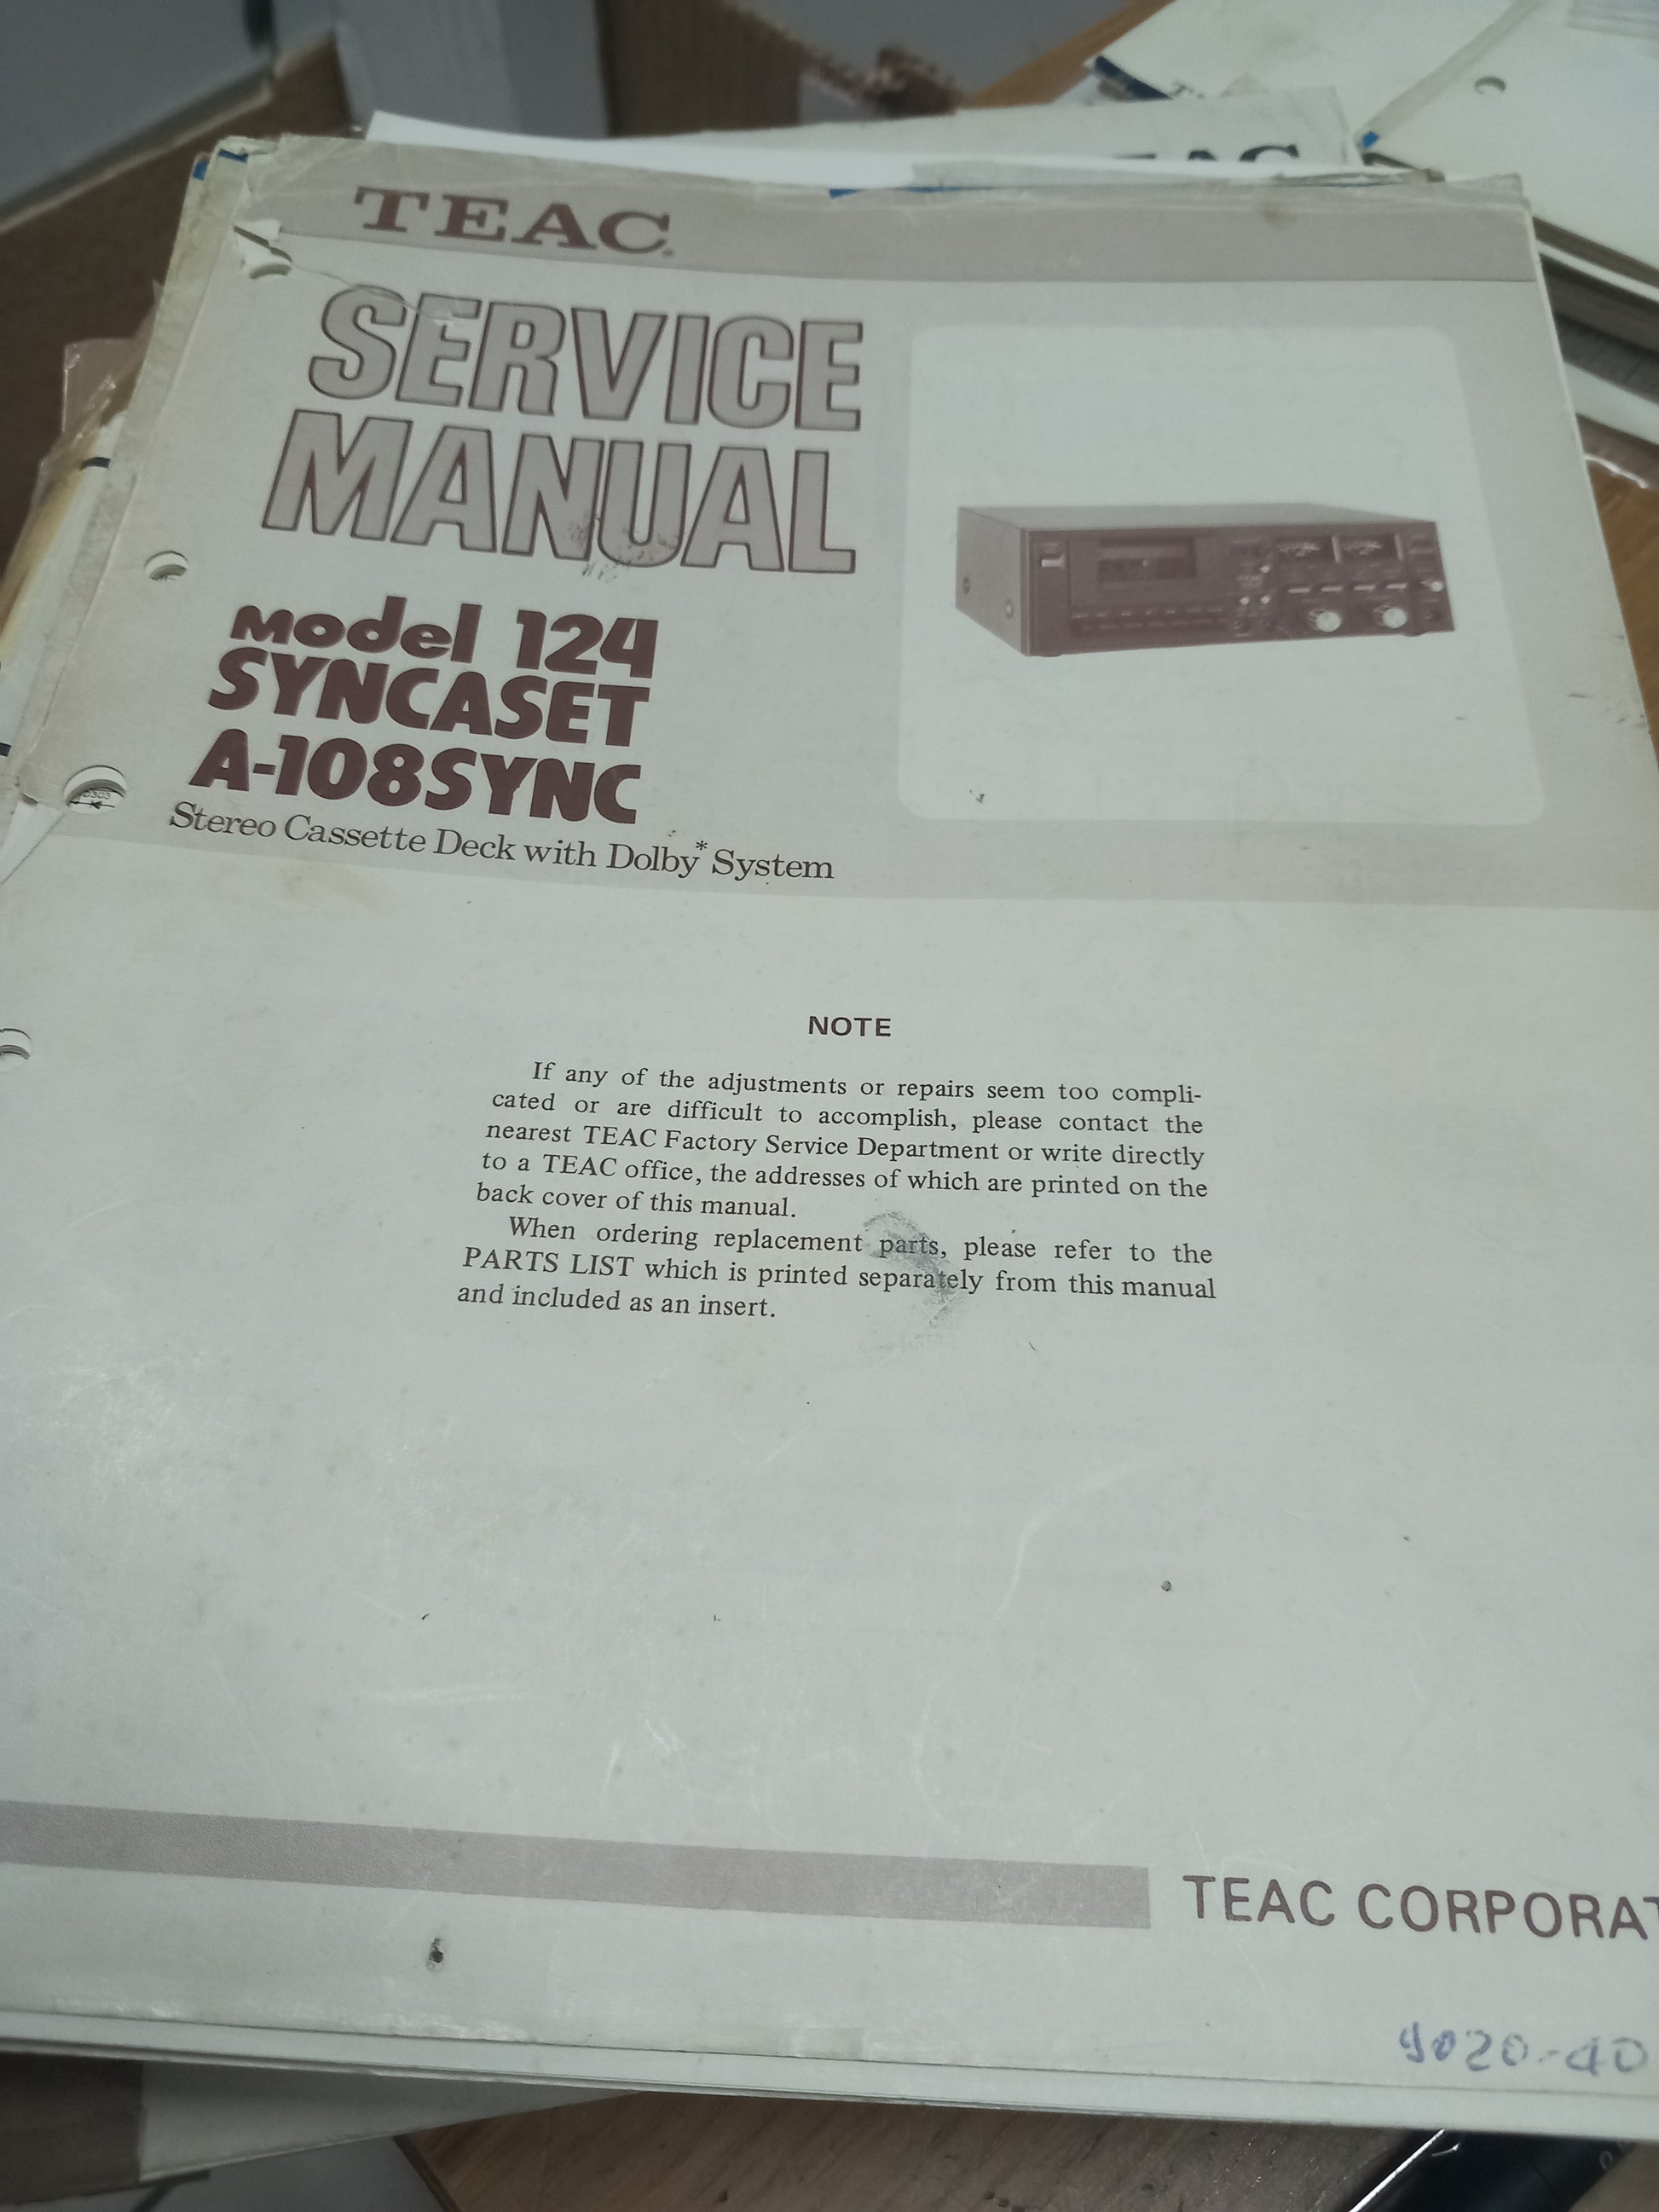 TEAC
SERVICE
MANUAL
Model 124
SYNCASET
A-108SYNC
Stereo Cassette Deck with Dolby* System
NOTE
If any of the adjustments or repairs seem too compli-
cated or are difficult to accomplish, please contact the
nearest TEAC Factory Service Department or write directly
to a TEAC office, the addresses of which are printed on the
back cover of this manual.
When ordering replacement parts, please refer to the
PARTS LIST which is printed separately from this manual
and included as an insert.
TEAC CORPORAT
9020-40